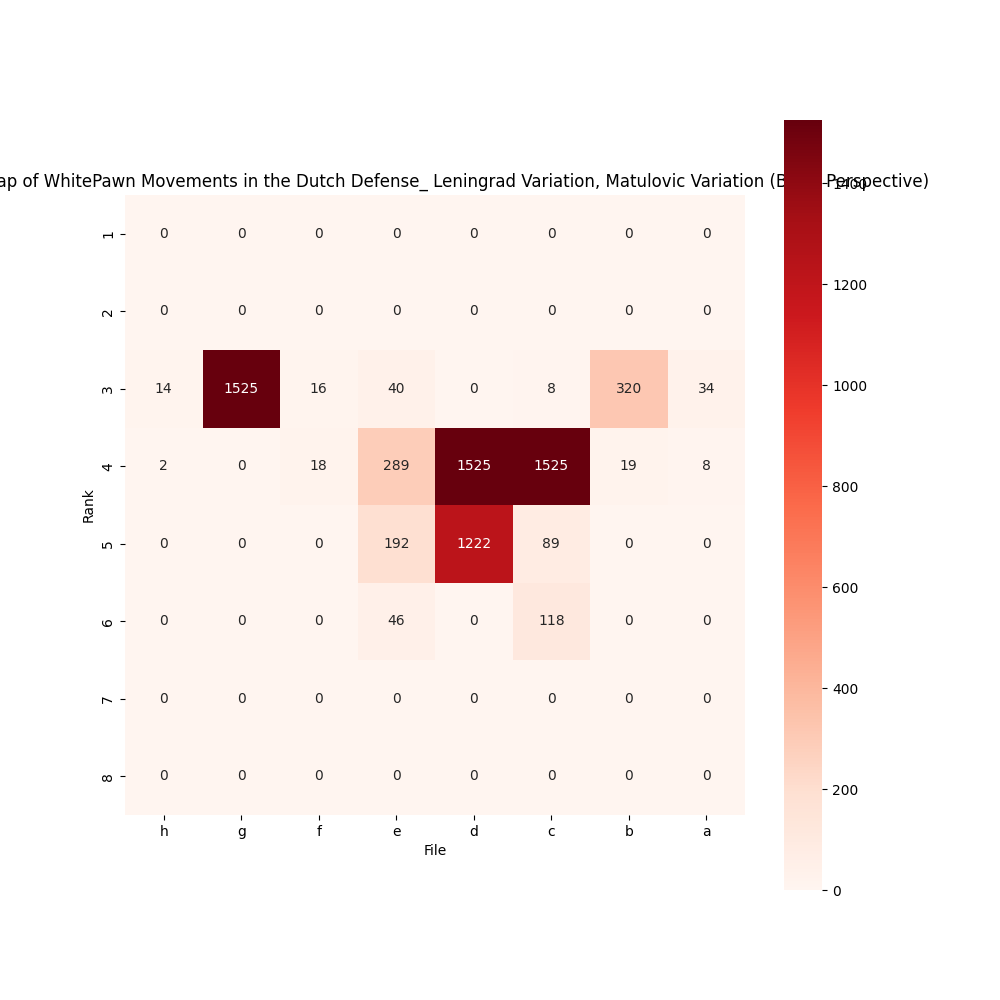 ap of WhitePawn Movements in the Dutch Defense_ Leningrad Variation, Matulovic Variation (B Perspective)
1400
1 0 0 0 0 0 0 0 0
1200
2 0 0 0 0 0 0 0 0
3 14 1525 16 40 0 8 320 34
1000
4 2 0 18 289 1525 1525 19 8
800
Rank
5 0 0 0 192 1222 89 0 0
600
6 0 0 0 46 0 118 0 0
400
7 0 0 0 0 0 0 0 0
8 0 0 0 0 0 0 0 0
200
h g f e d c b a
File
0